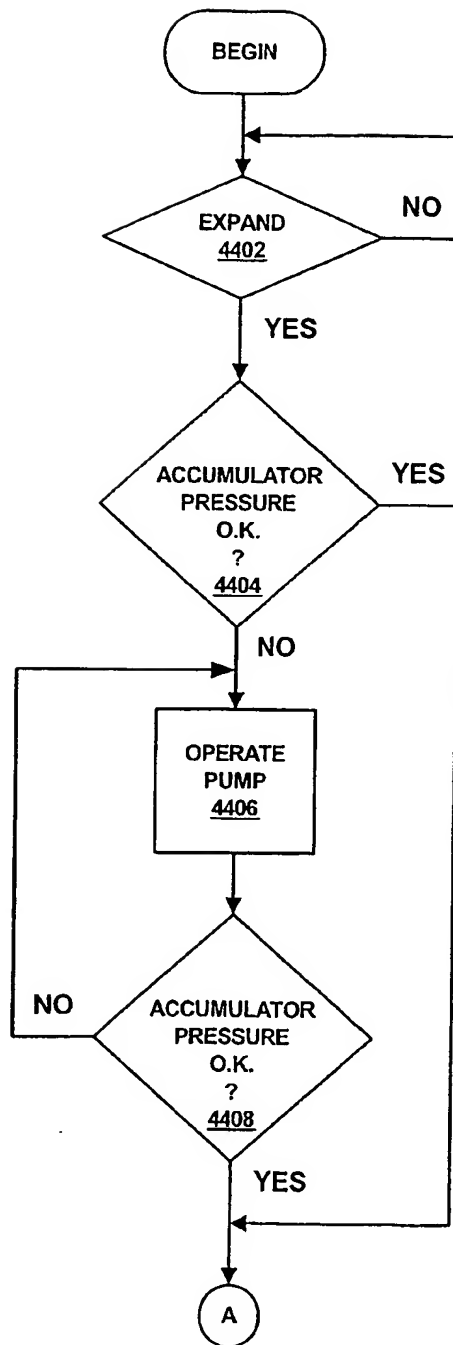 BEGIN
EXPAND
4402
NO
YES
ACCUMULATOR
PRESSURE
O.K.
?
4404
YES
NO
OPERATE
PUMP
4406
ACCUMULATOR
PRESSURE
O.K.
?
4408
NO
YES
A